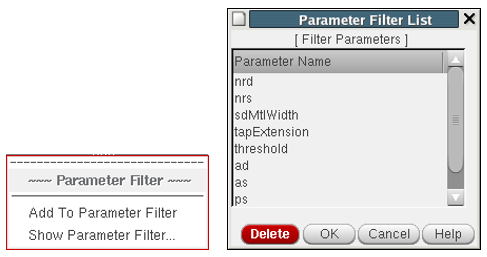 Parameter Filter List
[ Filter Parameters ]
Parameter Name
nrd
nrs
sdMtlWidth
tapExtension
threshold
ad
as
ps
Delete OK Cancel Help
~~~ Parameter Filter ~~~
Add To Parameter Filter
Show Parameter Filter...